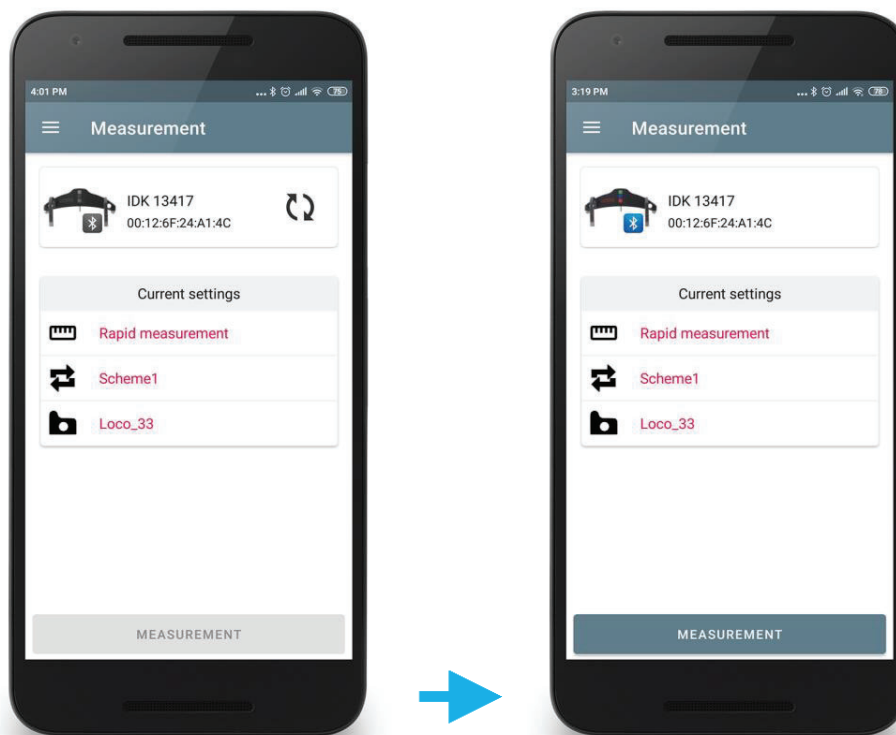 4:01 PM
75
Measurement
IDK 13417
00:12:6F:24:A1:4C
Current settings
Rapid measurement
Scheme1
Loco_33
MEASUREMENT
3:19 PM
78
Measurement
IDK 13417
00:12:6F:24:A1:4C
Current settings
Rapid measurement
Scheme1
Loco_33
MEASUREMENT